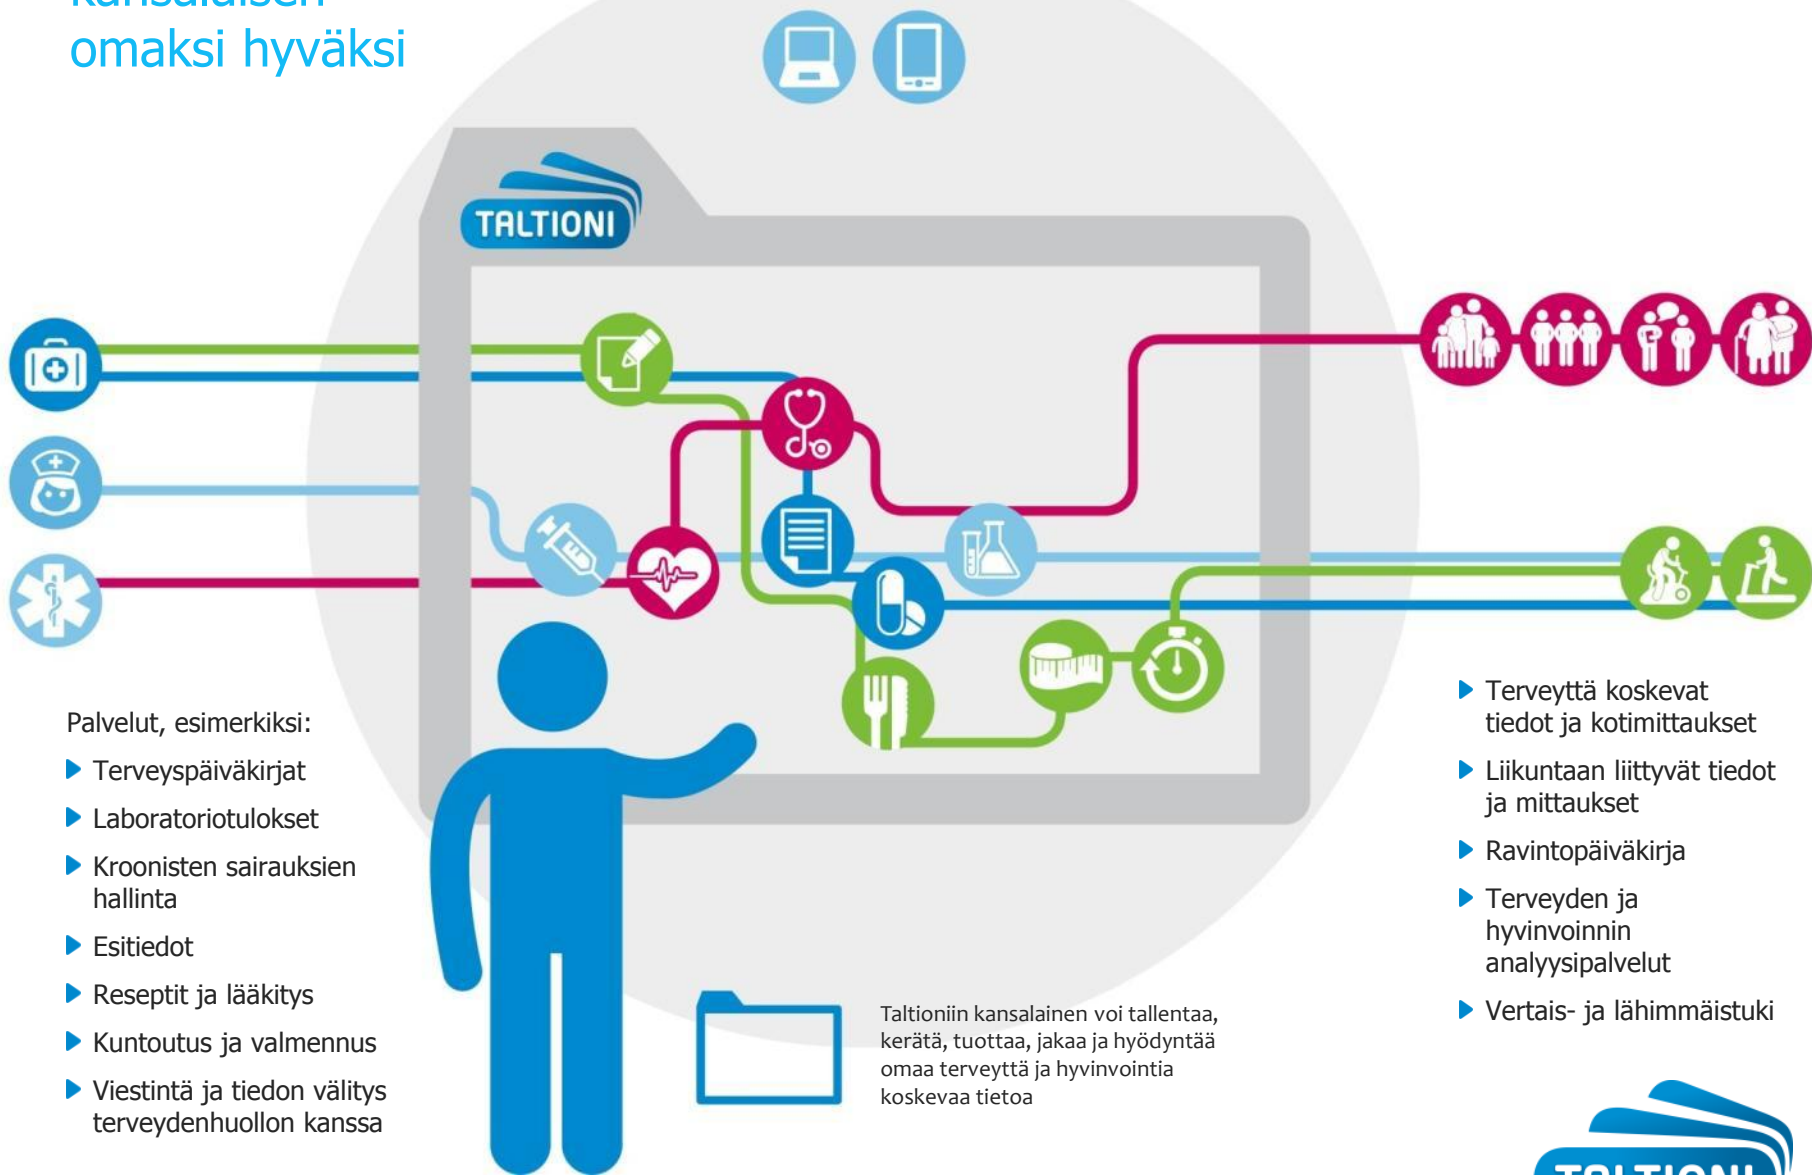 kansalaisen
omaksi hyväksi
TALTIONI
Palvelut, esimerkiksi:
Terveyspäiväkirjat
Laboratoriotulokset
Kroonisten sairauksien
hallinta
Esitiedot
Reseptit ja lääkitys
Kuntoutus ja valmennus
Viestintä ja tiedon välitys
terveydenhuollon kanssa
Taltioniin kansalainen voi tallentaa,
kerätä, tuottaa, jakaa ja hyödyntää
omaa terveyttä ja hyvinvointia
koskevaa tietoa
Terveyttä koskevat
tiedot ja kotimittaukset
Liikuntaan liittyvät tiedot
ja mittaukset
Ravintopäiväkirja
Terveyden ja
hyvinvoinnin
analyysipalvelut
Vertais- ja lähimmäistuki
TALTIONI